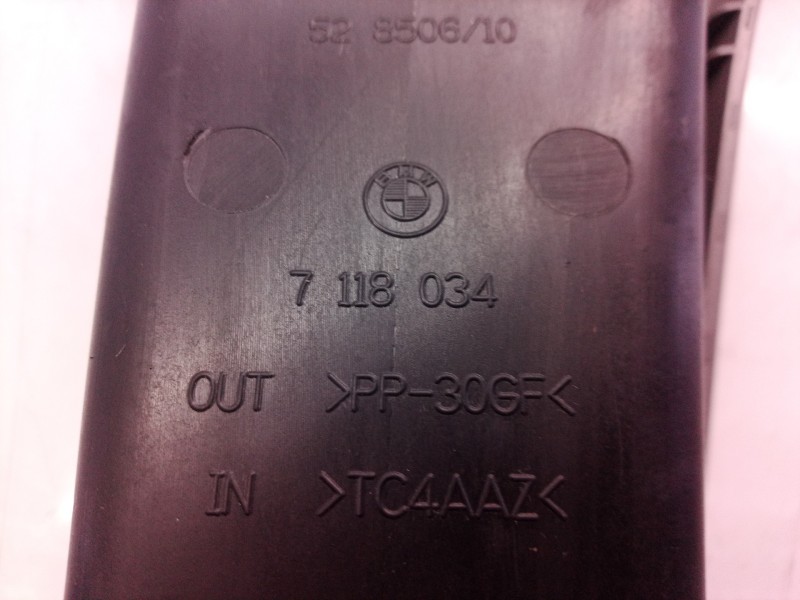 52 8506/10
BMW
7 118 034
OUT >PP-30GF<
IN >TC4AAZ<